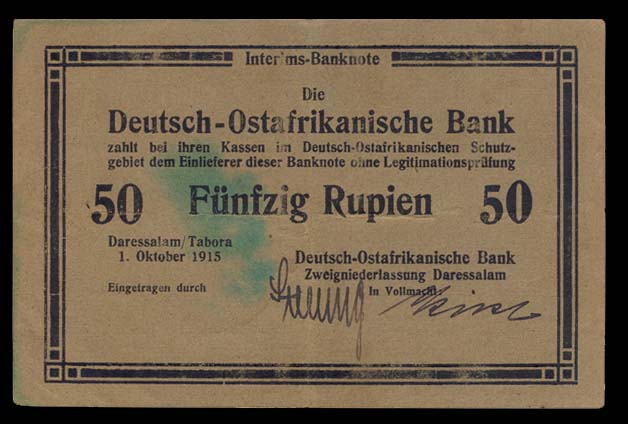 Interims-Banknote
Die
Deutsch-Ostafrikanische Bank
zahlt bei ihren Kassen im Deutsch-Ostafrikanischen Schutz-
gebiet dem Einlieferer dieser Banknote ohne Legitimationsprüfung
50 Fünfzig Rupien 50
Daressalam/Tabora
1. Oktober 1915
Deutsch-Ostafrikanische Bank
Zweigniederlassung Daressalam
Eingetragen durch
In Vollmacht: